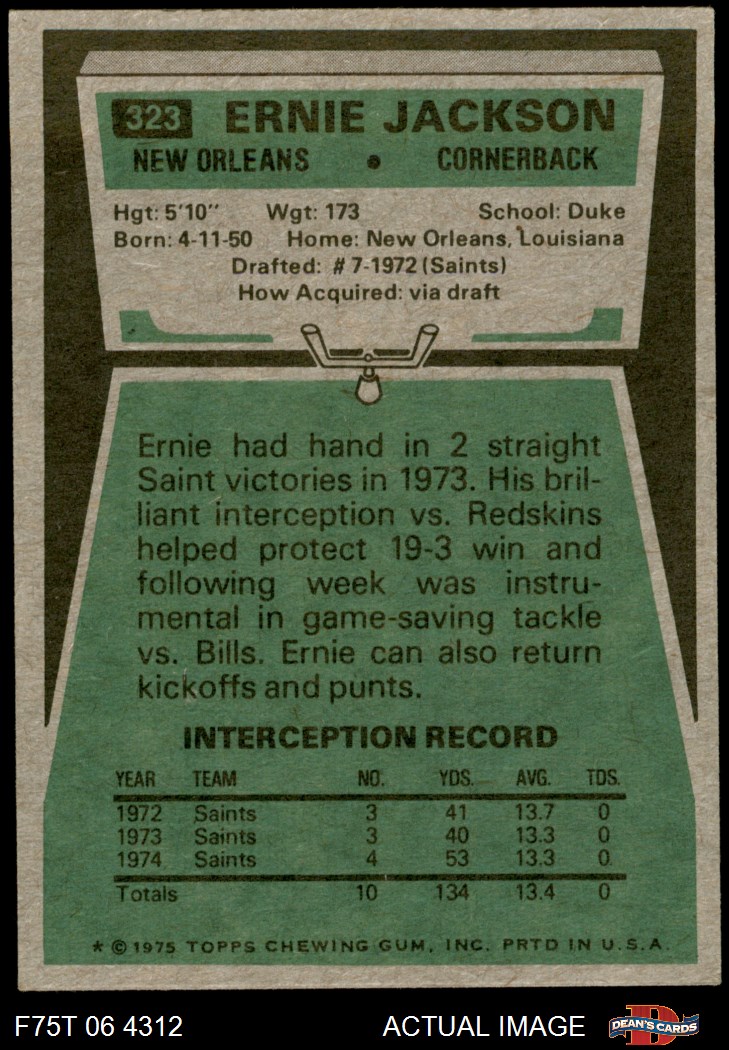 323 ERNIE JACKSON
NEW ORLEANS • CORNERBACK
Hgt: 5'10" Wgt: 173 School: Duke
Born: 4-11-50 Home: New Orleans, Louisiana
Drafted: #7-1972 (Saints)
How Acquired: via draft
Ernie had hand in 2 straight
Saint victories in 1973. His bril-
liant interception vs. Redskins
helped protect 19-3 win and
following week was instru-
mental in game-saving tackle
vs. Bills. Ernie can also return
kickoffs and punts.
INTERCEPTION RECORD
YEAR TEAM NO. YDS. AVG. TDS.
1972 Saints 3 41 13.7 0
1973 Saints 3 40 13.3 0
1974 Saints 4 53 13.3 0
Totals 10 134 13.4 0
* © 1975 TOPPS CHEWING GUM, INC. PRTD IN U.S.A.
F75T 06 4312 ACTUAL IMAGE DEAN'S CARDS